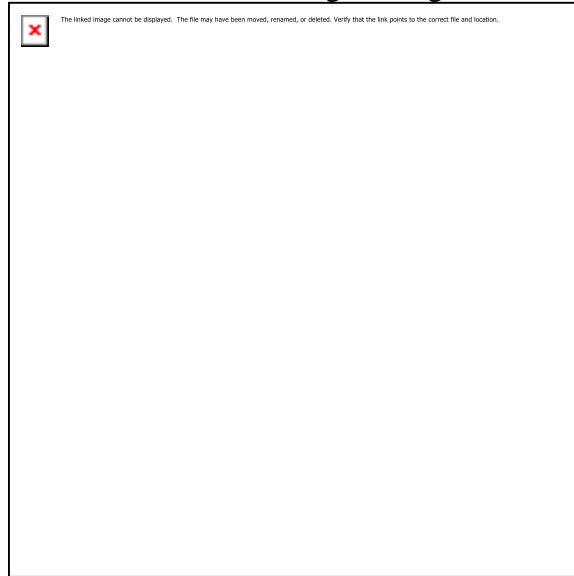 The linked image cannot be displayed.  The file may have been moved, renamed, or deleted. Verify that the link points to the correct file and location.